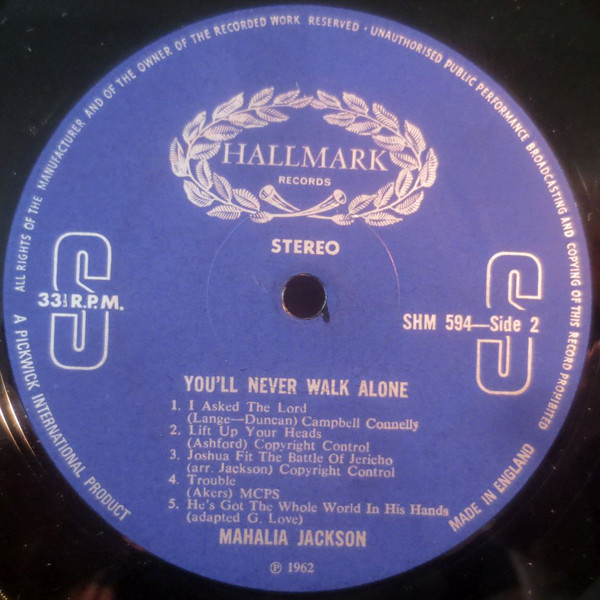 ALL RIGHTS OF THE MANUFACTURER AND OF THE OWNER OF THE RECORDED WORK RESERVED - UNAUTHORISED PUBLIC PERFORMANCE BROADCASTING AND COPYING OF THIS RECORD PROHIBITED
HALLMARK
RECORDS
STEREO
S
33⅓ R.P.M.
S
SHM 594—Side 2
YOU'LL NEVER WALK ALONE
1. I Asked The Lord
(Lange—Duncan) Campbell Connelly
2. Lift Up Your Heads
(Ashford) Copyright Control
3. Joshua Fit The Battle Of Jericho
(arr. Jackson) Copyright Control
4. Trouble
(Akers) MCPS
5. He's Got The Whole World In His Hands
(adapted G. Love)
MAHALIA JACKSON
℗ 1962
A PICKWICK INTERNATIONAL PRODUCT
MADE IN ENGLAND